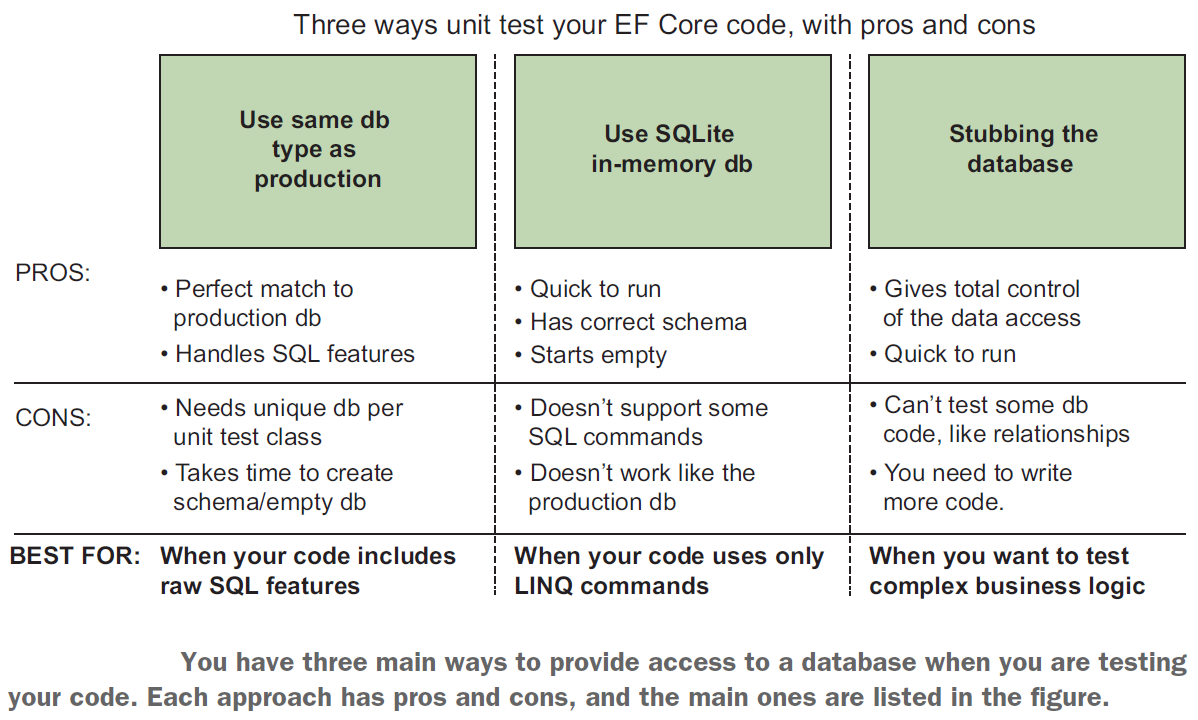 Three ways unit test your EF Core code, with pros and cons
Use same db
type as
production
Use SQLite
in-memory db
Stubbing the
database
PROS:
• Perfect match to
production db
• Handles SQL features
• Quick to run
• Has correct schema
• Starts empty
• Gives total control
of the data access
• Quick to run
CONS:
• Needs unique db per
unit test class
• Takes time to create
schema/empty db
• Doesn’t support some
SQL commands
• Doesn’t work like the
production db
• Can’t test some db
code, like relationships
• You need to write
more code.
BEST FOR:
When your code includes
raw SQL features
When your code uses only
LINQ commands
When you want to test
complex business logic
You have three main ways to provide access to a database when you are testing
your code. Each approach has pros and cons, and the main ones are listed in the figure.